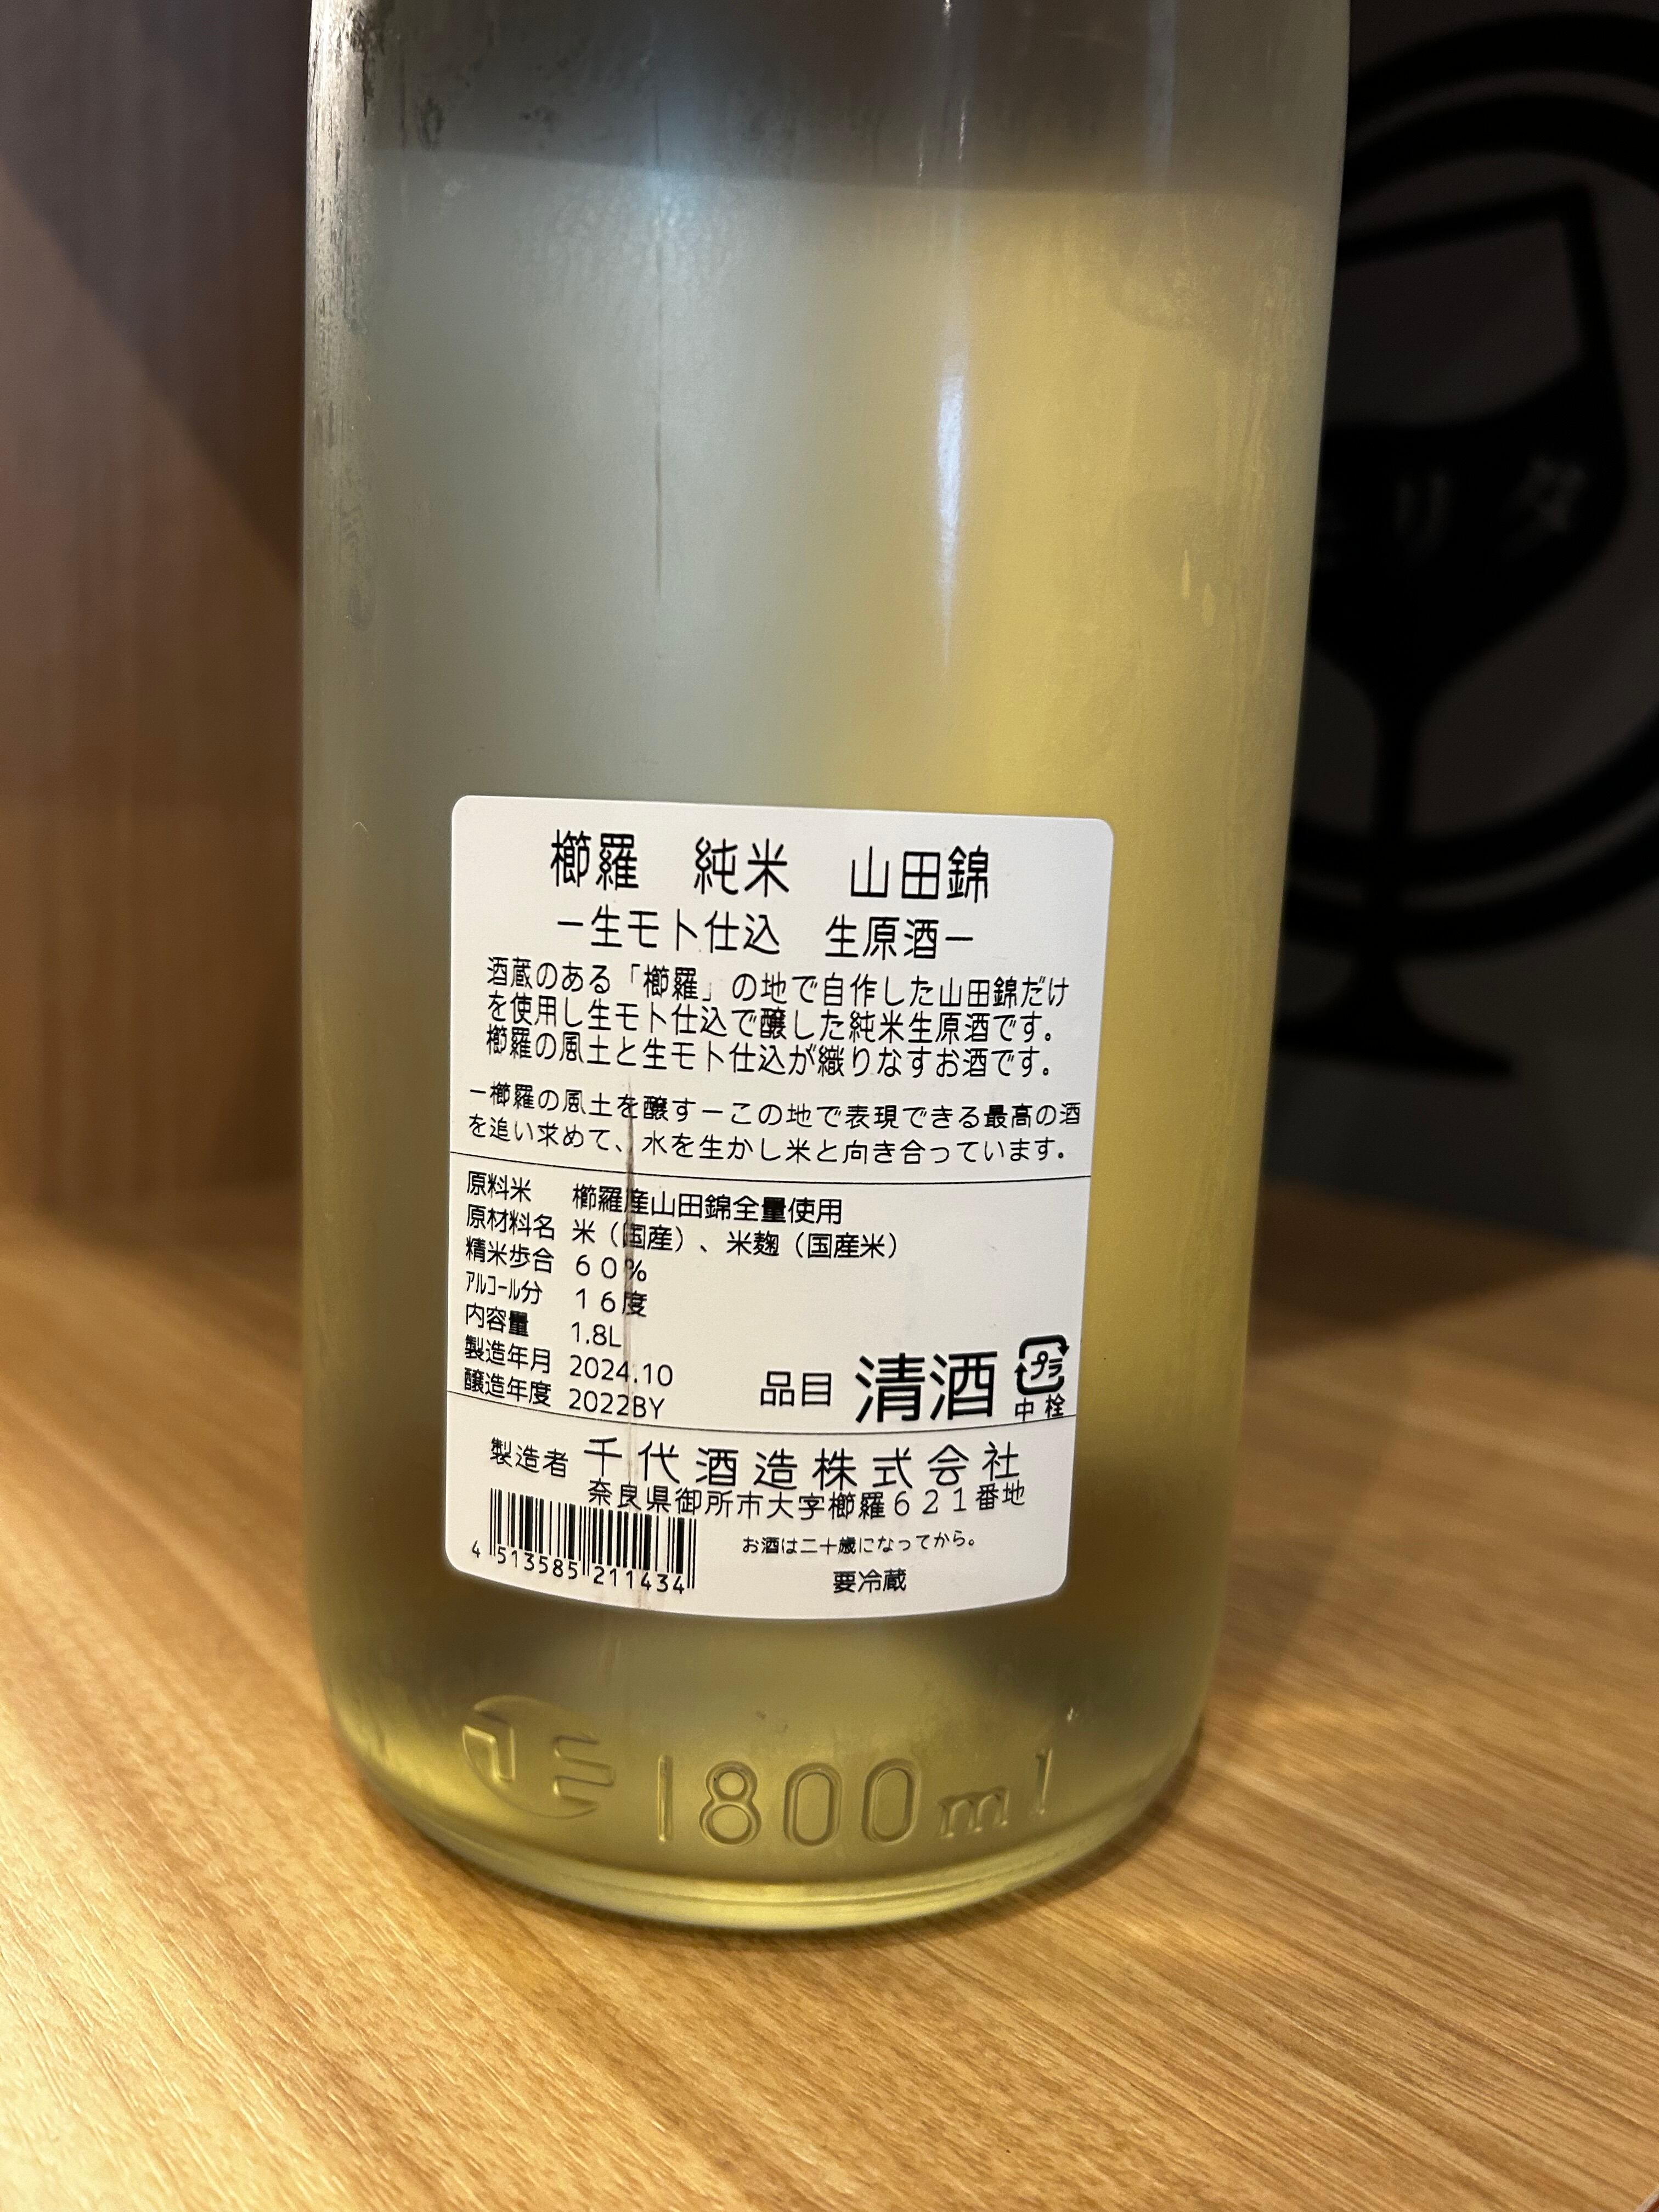 櫛羅　純米　山田錦
－生モト仕込　生原酒－
酒蔵のある「櫛羅」の地で自作した山田錦だけ
を使用し生モト仕込で醸した純米生原酒です。
櫛羅の風土と生モト仕込が織りなすお酒です。
－櫛羅の風土を醸す－この地で表現できる最高の酒
を追い求めて、水を生かし米と向き合っています。
原料米　櫛羅産山田錦全量使用
原材料名　米（国産）、米麹（国産米）
精米歩合　６０％
アルコール分　１６度
内容量　1.8L
製造年月　2024.10
醸造年度　2022BY
品目　清酒
プラ
中栓
製造者　千代酒造株式会社
奈良県御所市大字櫛羅６２１番地
4 513585 211434
お酒は二十歳になってから。
要冷蔵
正 1800ml
リタ